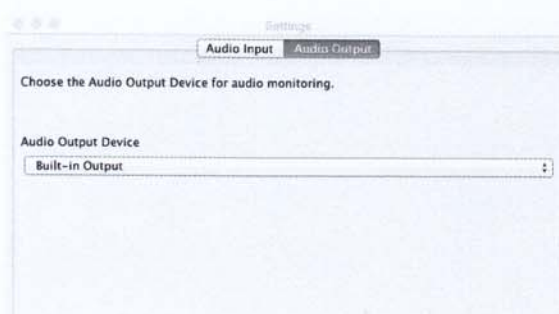 Settings
Audio Input Audio Output
Choose the Audio Output Device for audio monitoring.
Audio Output Device
Built-in Output